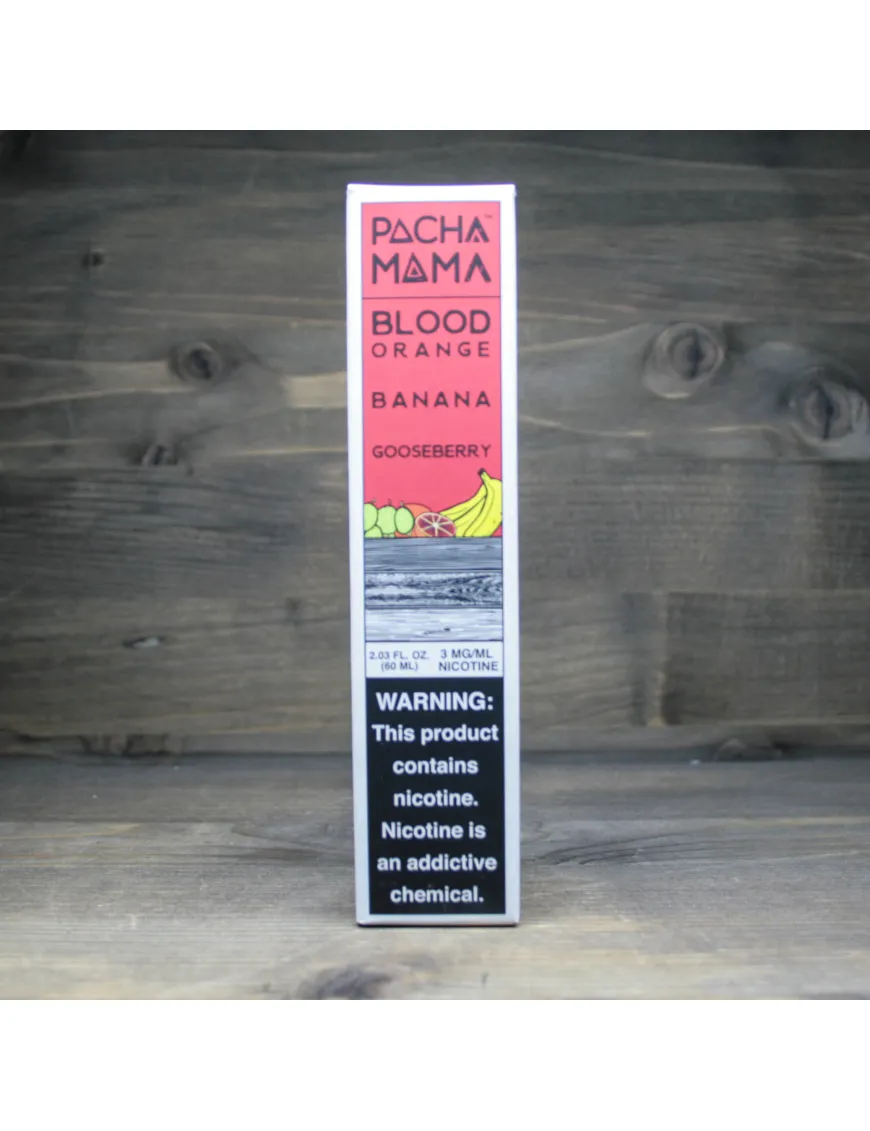 PACHA™
MAMA
BLOOD
ORANGE
BANANA
GOOSEBERRY
2.03 FL. OZ.
(60 ML)
3 MG/ML
NICOTINE
WARNING:
This product
contains
nicotine.
Nicotine is
an addictive
chemical.